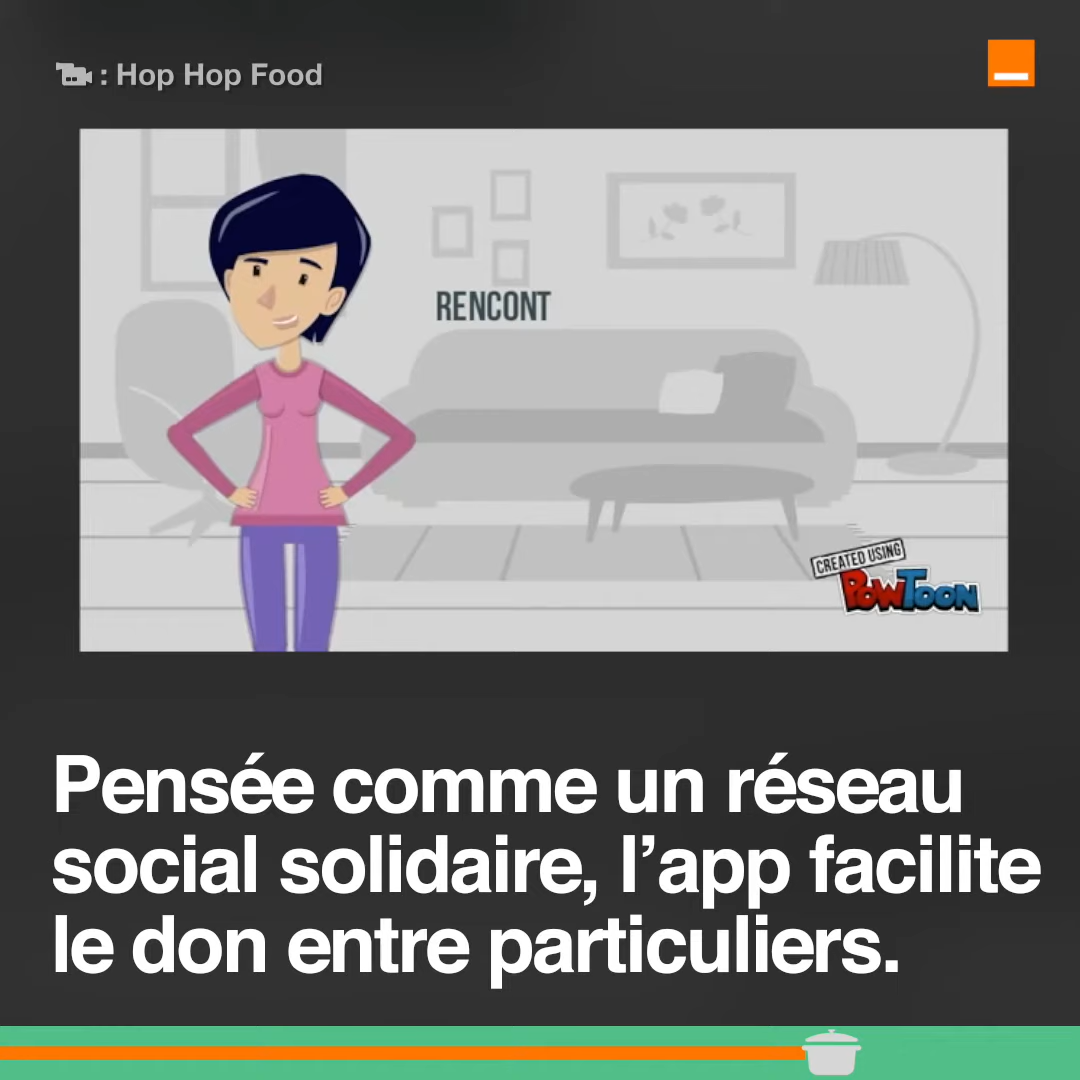 : Hop Hop Food
RENCONT
CREATED USING
POWTOON
Pensée comme un réseau
social solidaire, l’app facilite
le don entre particuliers.